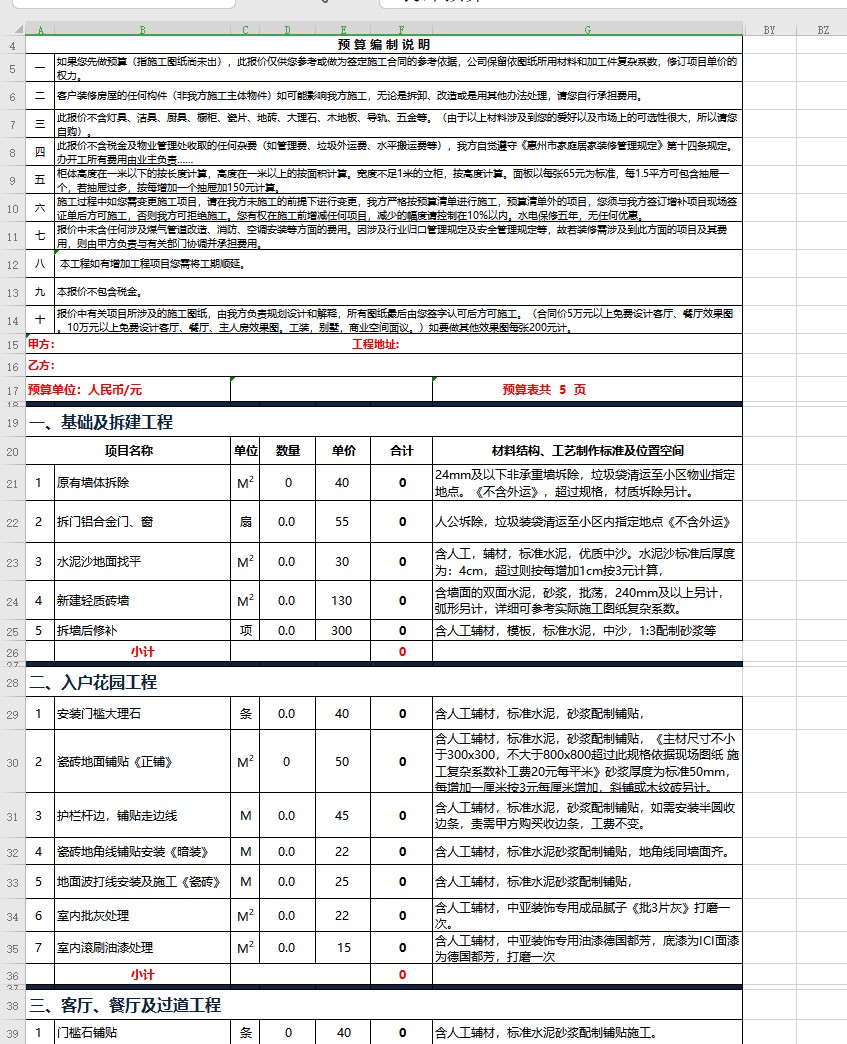 A B C D E F G BY BZ
4 预算编制说明
5 一 如果您先做预算（指施工图纸尚未出），此报价仅供您参考或做为签定施工合同的参考依据，公司保留依图纸所用材料和加工件复杂系数，修订项目单价的
权力。
6 二 客户装修房屋的任何构件（非我方施工主体物件）如可能影响我方施工，无论是拆卸、改造或是用其他办法处理，请您自行承担费用。
7 三 此报价不含灯具、洁具、厨具、橱柜、瓷片、地砖、大理石、木地板、导轨、五金等。（由于以上材料涉及到您的爱好以及市场上的可选性很大，所以请您
自购）。
8 四 此报价不含税金及物业管理处收取的任何杂费（如管理费、垃圾外运费、水平搬运费等），我方自觉遵守《惠州市家庭居家装修管理规定》第十四条规定。
办开工所有费用由业主负责……
9 五 柜体高度在一米以下的按长度计算，高度在一米以上的按面积计算。宽度不足1米的立柜，按高度计算。面板以每张65元为标准，每1.5平方可包含抽屉一
个，若抽屉过多，按每增加一个抽屉加150元计算。
10 六 施工过程中如您需变更施工项目，请在我方未施工的前提下进行变更，我方严格按预算清单进行施工，预算清单外的项目，您须与我方签订增补项目现场签
证单后方可施工，否则我方可拒绝施工。您有权在施工前增减任何项目，减少的幅度请控制在10%以内。水电保修五年，无任何优惠。
11 七 报价中未含任何涉及煤气管道改造、消防、空调安装等方面的费用。因涉及行业归口管理规定及安全管理规定等，故若装修需涉及到此方面的项目及其费
用，则由甲方负责与有关部门协调并承担费用。
12 八 本工程如有增加工程项目您需将工期顺延。
13 九 本报价不包含税金。
14 十 报价中有关项目所涉及的施工图纸，由我方负责规划设计和解释，所有图纸最后由您签字认可后方可施工。（合同价5万元以上免费设计客厅、餐厅效果图
。10万元以上免费设计客厅、餐厅、主人房效果图。工装，别墅，商业空间面议。）如要做其他效果图每张200元计。
15 甲方： 工程地址:
16 乙方：
17 预算单位：人民币/元 预算表共 5 页
18
19 一、基础及拆建工程
20 项目名称 单位 数量 单价 合计 材料结构、工艺制作标准及位置空间
21 1 原有墙体拆除 M² 0 40 0 24mm及以下非承重墙坼除，垃圾袋清运至小区物业指定
地点。《不含外运》，超过规格，材质坼除另计。
22 2 拆门铝合金门、窗 扇 0.0 55 0 人公坼除，垃圾装袋清运至小区内指定地点《不含外运》
23 3 水泥沙地面找平 M² 0.0 30 0 含人工，辅材，标准水泥，优质中沙。水泥沙标准后厚度
为：4cm，超过则按每增加1cm按3元计算，
24 4 新建轻质砖墙 M² 0.0 130 0 含墙面的双面水泥，砂浆，批荡，240mm及以上另计，
弧形另计，详细可参考实际施工图纸复杂系数。
25 5 拆墙后修补 项 0.0 300 0 含人工辅材，模板，标准水泥，中沙，1:3配制砂浆等
26 小计 0
27
28 二、入户花园工程
29 1 安装门槛大理石 条 0.0 40 0 含人工辅材，标准水泥，砂浆配制铺贴，
30 2 瓷砖地面铺贴《正铺》 M² 0 50 0 含人工辅材，标准水泥，砂浆配制铺贴，《主材尺寸不小
于300x300，不大于800x800超过此规格依据现场图纸 施
工复杂系数补工费20元每平米》砂浆厚度为标准50mm，
每增加一厘米按3元每厘米增加，斜铺或木纹砖另计。
31 3 护栏杆边，铺贴走边线 M 0.0 45 0 含人工辅材，标准水泥，砂浆配制铺贴，如需安装半圆收
边条，责需甲方购买收边条，工费不变。
32 4 瓷砖地角线铺贴安装《暗装》 M 0.0 22 0 含人工辅材，标准水泥砂浆配制铺贴，地角线同墙面齐。
33 5 地面波打线安装及施工《瓷砖》 M 0.0 25 0 含人工辅材，标准水泥砂浆配制铺贴，
34 6 室内批灰处理 M² 0.0 22 0 含人工辅材，中亚装饰专用成品腻子《批3片灰》打磨一
次。
35 7 室内滚刷油漆处理 M² 0.0 15 0 含人工辅材，中亚装饰专用油漆德国都芳，底漆为ICI面漆
为德国都芳，打磨一次
36 小计 0
37
38 三、客厅、餐厅及过道工程
39 1 门槛石铺贴 条 0 40 0 含人工辅材，标准水泥砂浆配制铺贴施工。